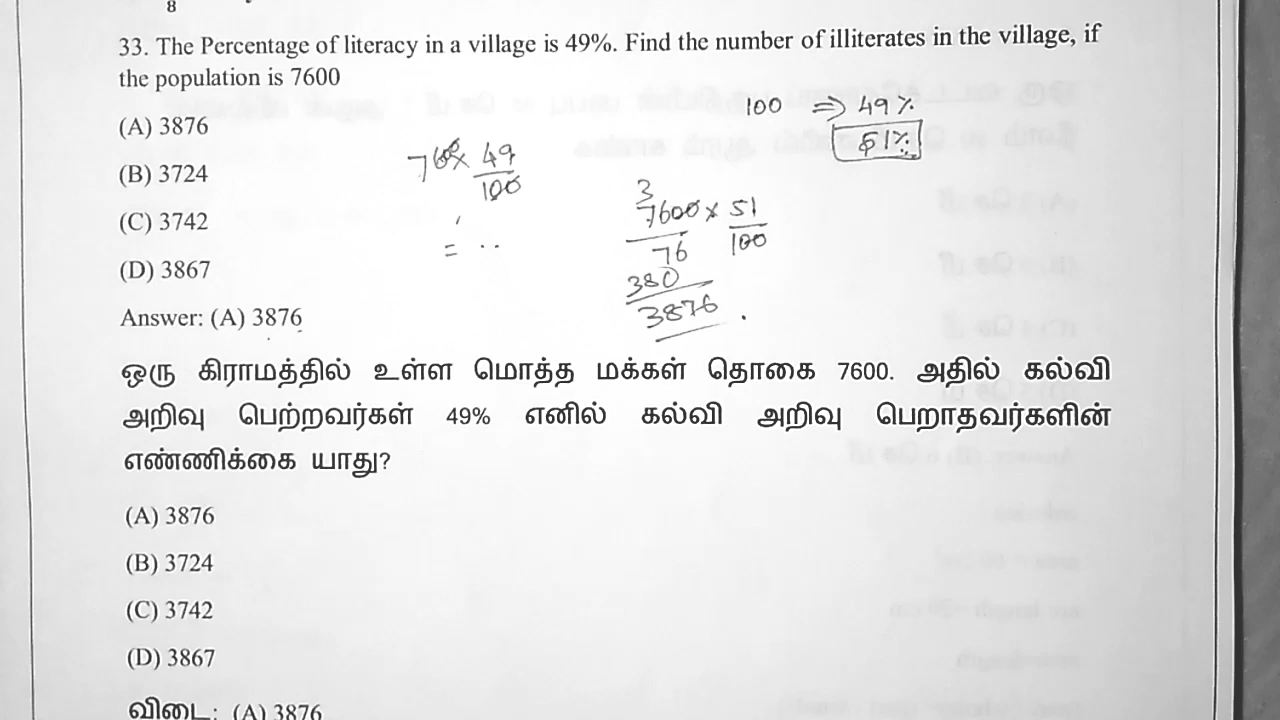 8
33. The Percentage of literacy in a village is 49%. Find the number of illiterates in the village, if
the population is 7600
100 ⇒ 49%
51%
(A) 3876
(B) 3724
(C) 3742
(D) 3867
Answer: (A) 3876
7600 × 49
100
=
3
7600 × 51
76 100
380
3876
ஒரு கிராமத்தில் உள்ள மொத்த மக்கள் தொகை 7600. அதில் கல்வி
அறிவு பெற்றவர்கள் 49% எனில் கல்வி அறிவு பெறாதவர்களின்
எண்ணிக்கை யாது?
(A) 3876
(B) 3724
(C) 3742
(D) 3867
விடை: (A) 3876